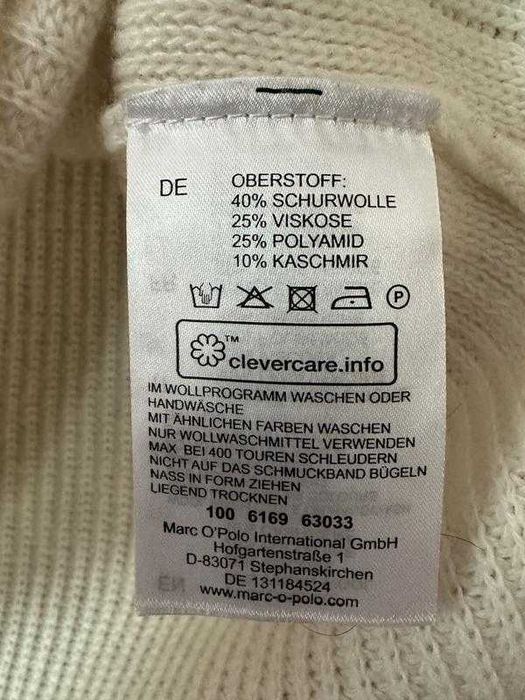 DE
OBERSTOFF:
40% SCHURWOLLE
25% VISKOSE
25% POLYAMID
10% KASCHMIR
P
™
clevercare.info
IM WOLLPROGRAMM WASCHEN ODER
HANDWÄSCHE
MIT ÄHNLICHEN FARBEN WASCHEN
NUR WOLLWASCHMITTEL VERWENDEN
MAX BEI 400 TOUREN SCHLEUDERN
NICHT AUF DAS SCHMUCKBAND BÜGELN
NASS IN FORM ZIEHEN
LIEGEND TROCKNEN
100 6169 63033
Marc O'Polo International GmbH
Hofgartenstraße 1
D-83071 Stephanskirchen
DE 131184524
www.marc-o-polo.com